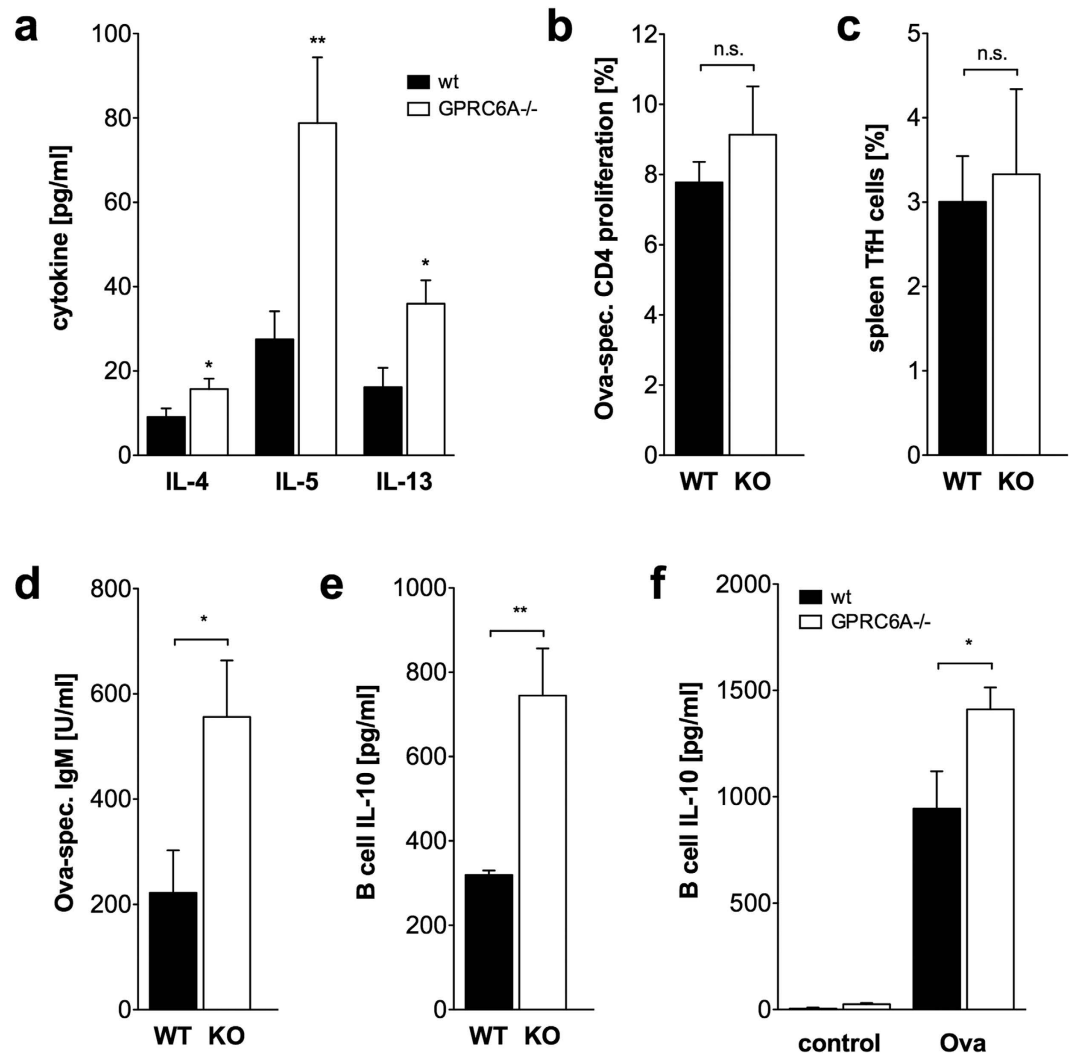 a
cytokine [pg/ml]
100
80
60
40
20
0
**
*
*
wt
GPRC6A-/-
IL-4 IL-5 IL-13
b
Ova-spec. CD4 proliferation [%]
12
10
8
6
4
2
0
n.s.
WT KO
c
spleen TfH cells [%]
5
4
3
2
1
0
n.s.
WT KO
d
Ova-spec. IgM [U/ml]
800
600
400
200
0
*
WT KO
e
B cell IL-10 [pg/ml]
1000
800
600
400
200
0
**
WT KO
f
B cell IL-10 [pg/ml]
2000
1500
1000
500
0
wt
GPRC6A-/-
*
control Ova